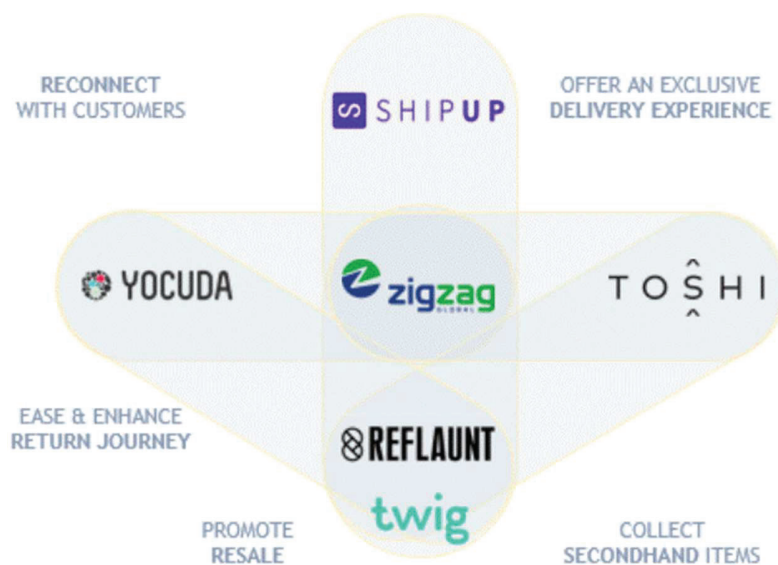 RECONNECT
WITH CUSTOMERS
SHIPUP
OFFER AN EXCLUSIVE
DELIVERY EXPERIENCE
YOCUDA
zigzag
GLOBAL
TOSHI
EASE & ENHANCE
RETURN JOURNEY
REFLAUNT
twig
PROMOTE
RESALE
COLLECT
SECONDHAND ITEMS